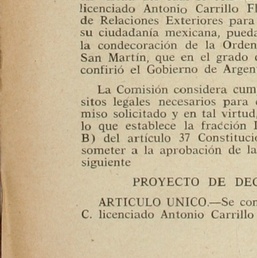 licenciado Antonio Carrillo
de Relaciones Exteriores para
su ciudadanía mexicana, pueda
la condecoración de la Orden
San Martín, que en el grado
confirió el Gobierno de Argen
La Comisión considera cum
sitos legales necesarios para
miso solicitado y en tal virtud,
lo que establece la fracción
B) del artículo 37 Constitucio
someter a la aprobación de la
siguiente
PROYECTO DE DEC
ARTICULO UNICO.—Se con
C. licenciado Antonio Carrillo